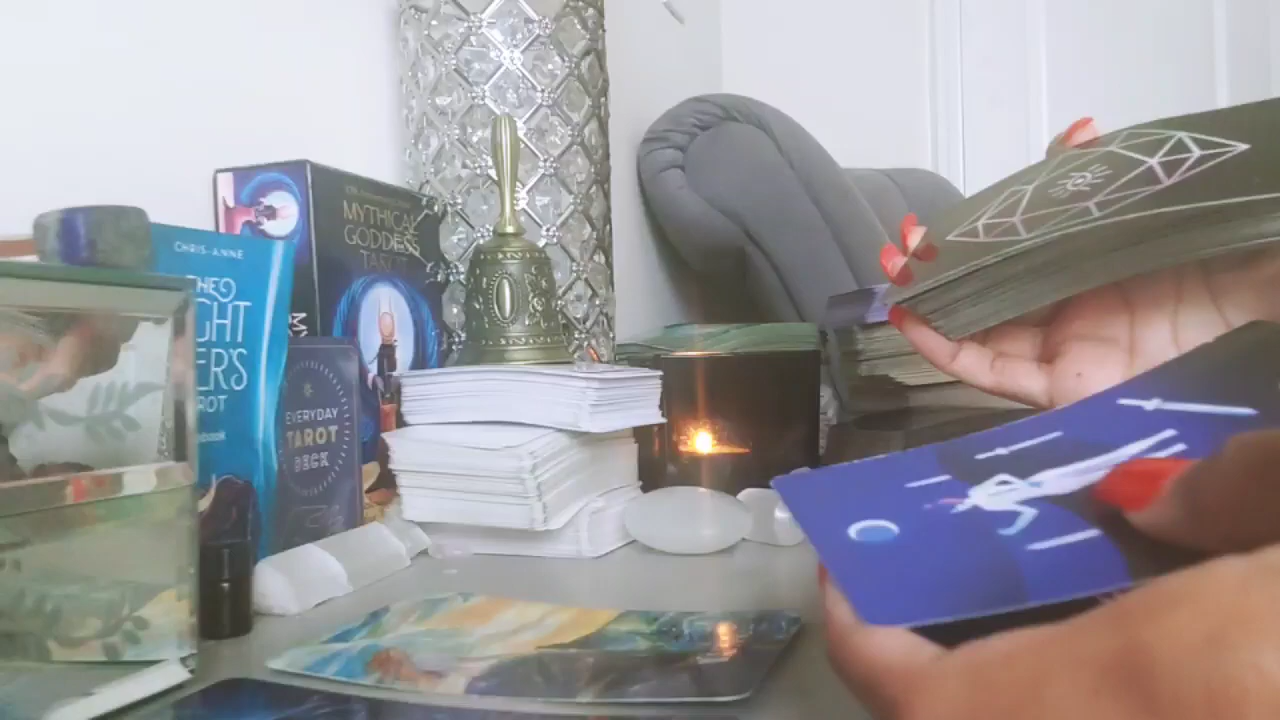 CHRIS-ANNE
THE
GHT
ER'S
ROT
MYTHICAL
GODDESS
TAROT
EVERYDAY
TAROT
DECK